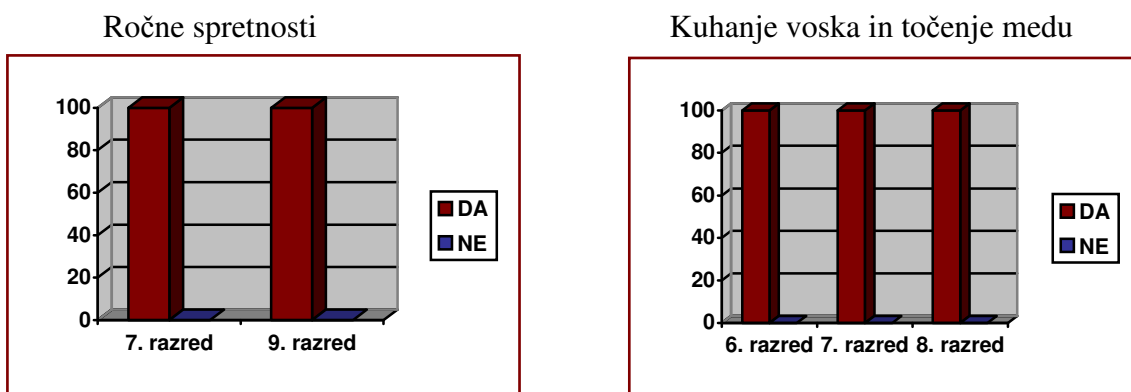 Ročne spretnosti
100
80
60
40
20
0
7. razred 9. razred
DA
NE
Kuhanje voska in točenje medu
100
80
60
40
20
0
6. razred 7. razred 8. razred
DA
NE